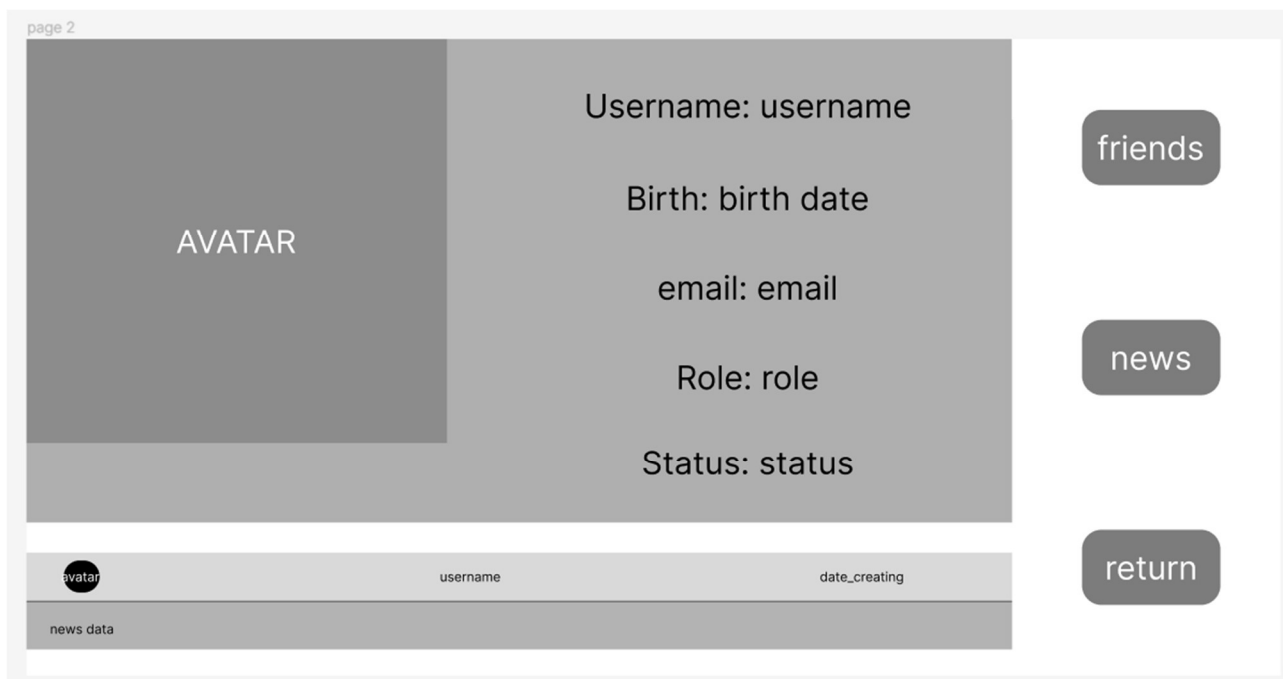 page 2
AVATAR
Username: username
Birth: birth date
email: email
Role: role
Status: status
friends
news
return
avatar
username
date_creating
news data